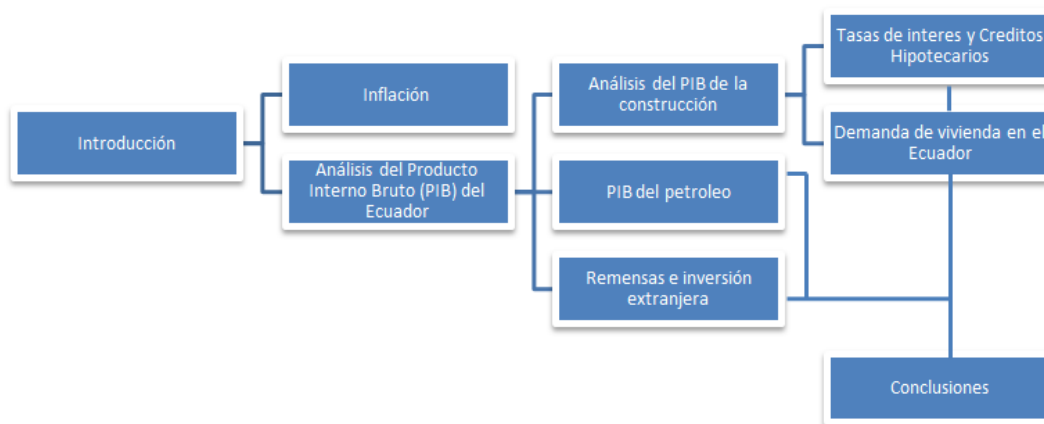 Introducción
Inflación
Análisis del Producto
Interno Bruto (PIB) del
Ecuador
Análisis del PIB de la
construcción
PIB del petroleo
Remensas e inversión
extranjera
Tasas de interes y Creditos
Hipotecarios
Demanda de vivienda en el
Ecuador
Conclusiones